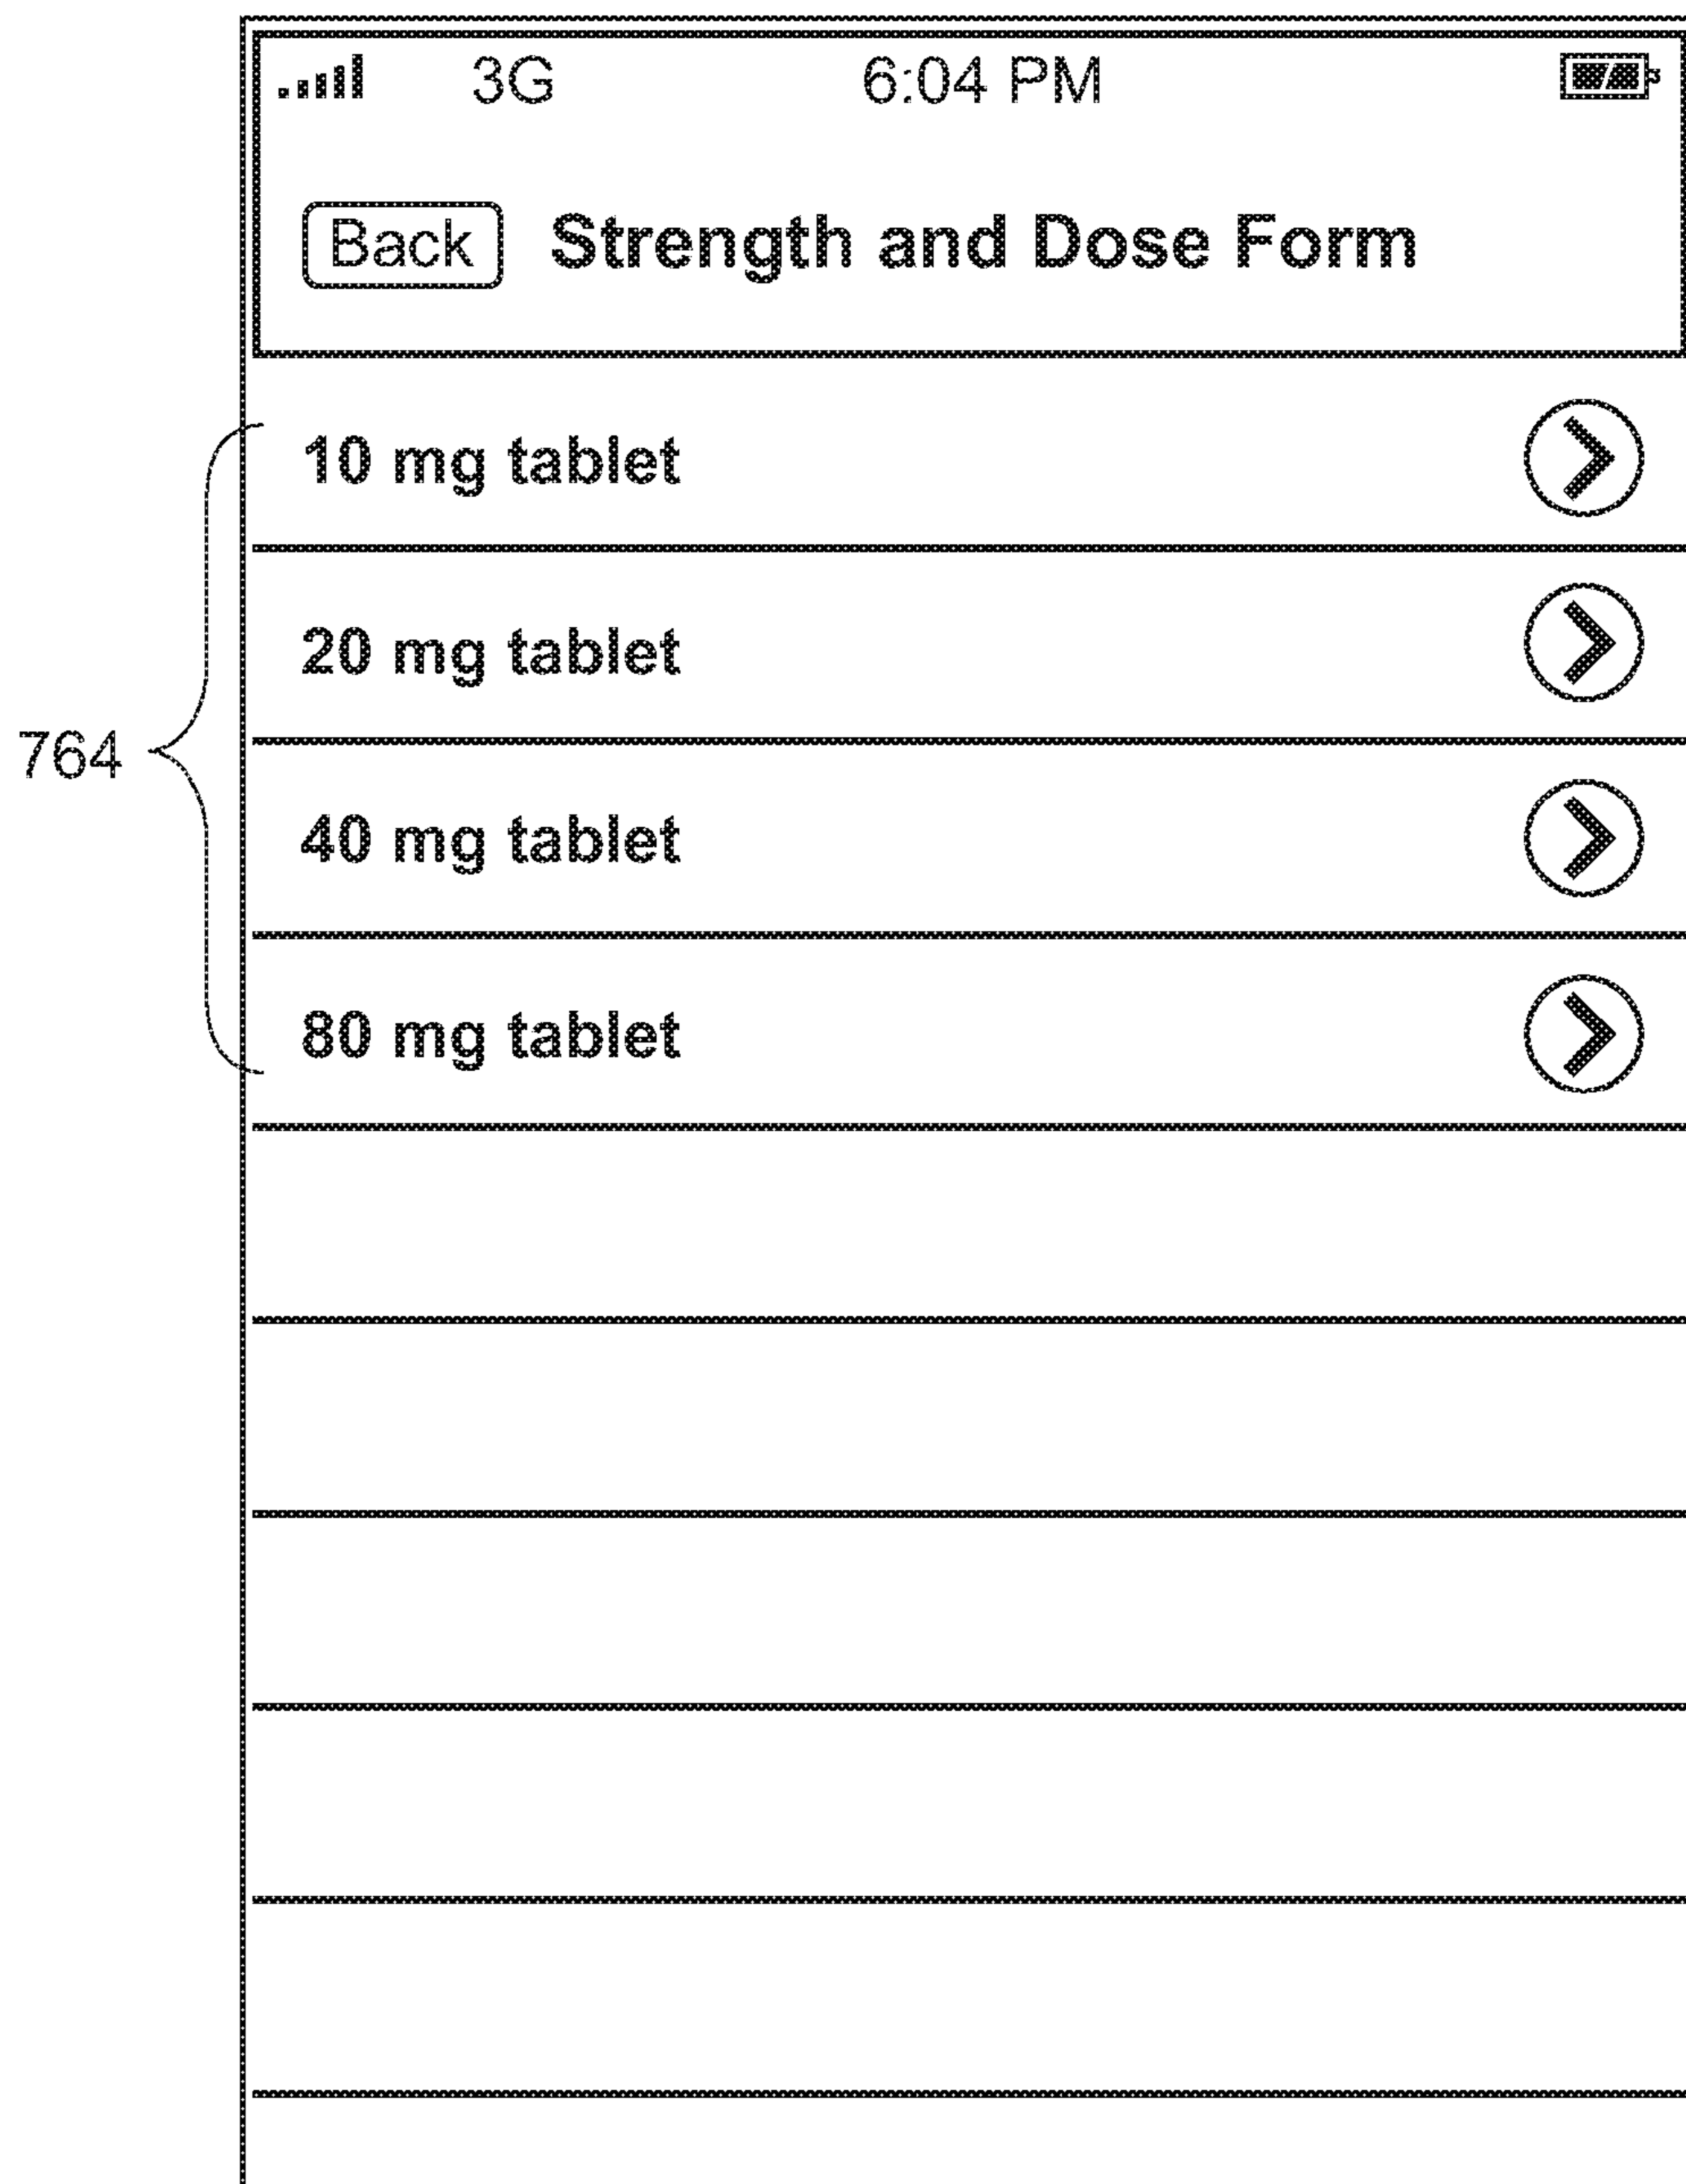 3G 6:04 PM
Back Strength and Dose Form
10 mg tablet
20 mg tablet
764
40 mg tablet
80 mg tablet